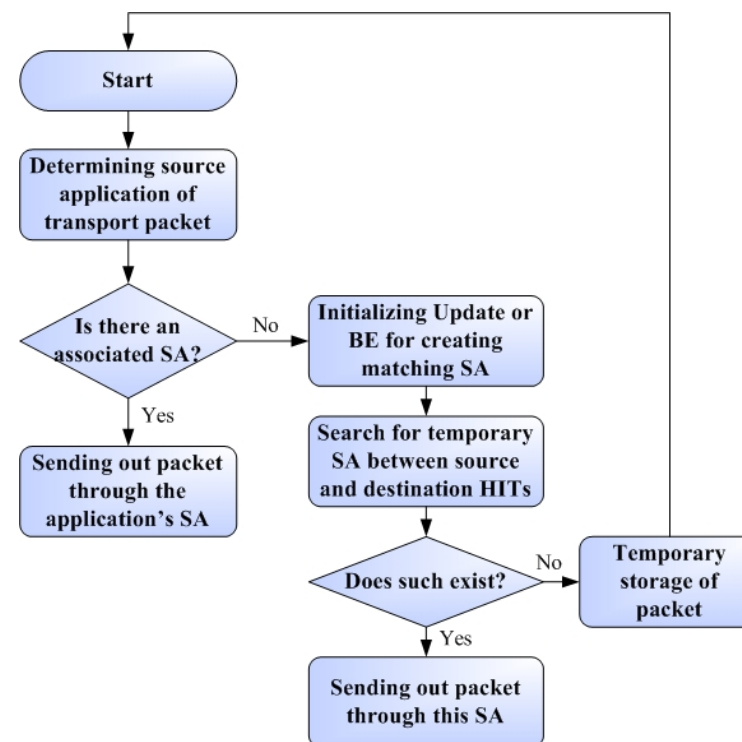 Start
Determining source
application of
transport packet
Is there an
associated SA?
No
Yes
Sending out packet
through the
application's SA
Initializing Update or
BE for creating
matching SA
Search for temporary
SA between source
and destination HITs
Does such exist?
No
Yes
Temporary
storage of
packet
Sending out packet
through this SA